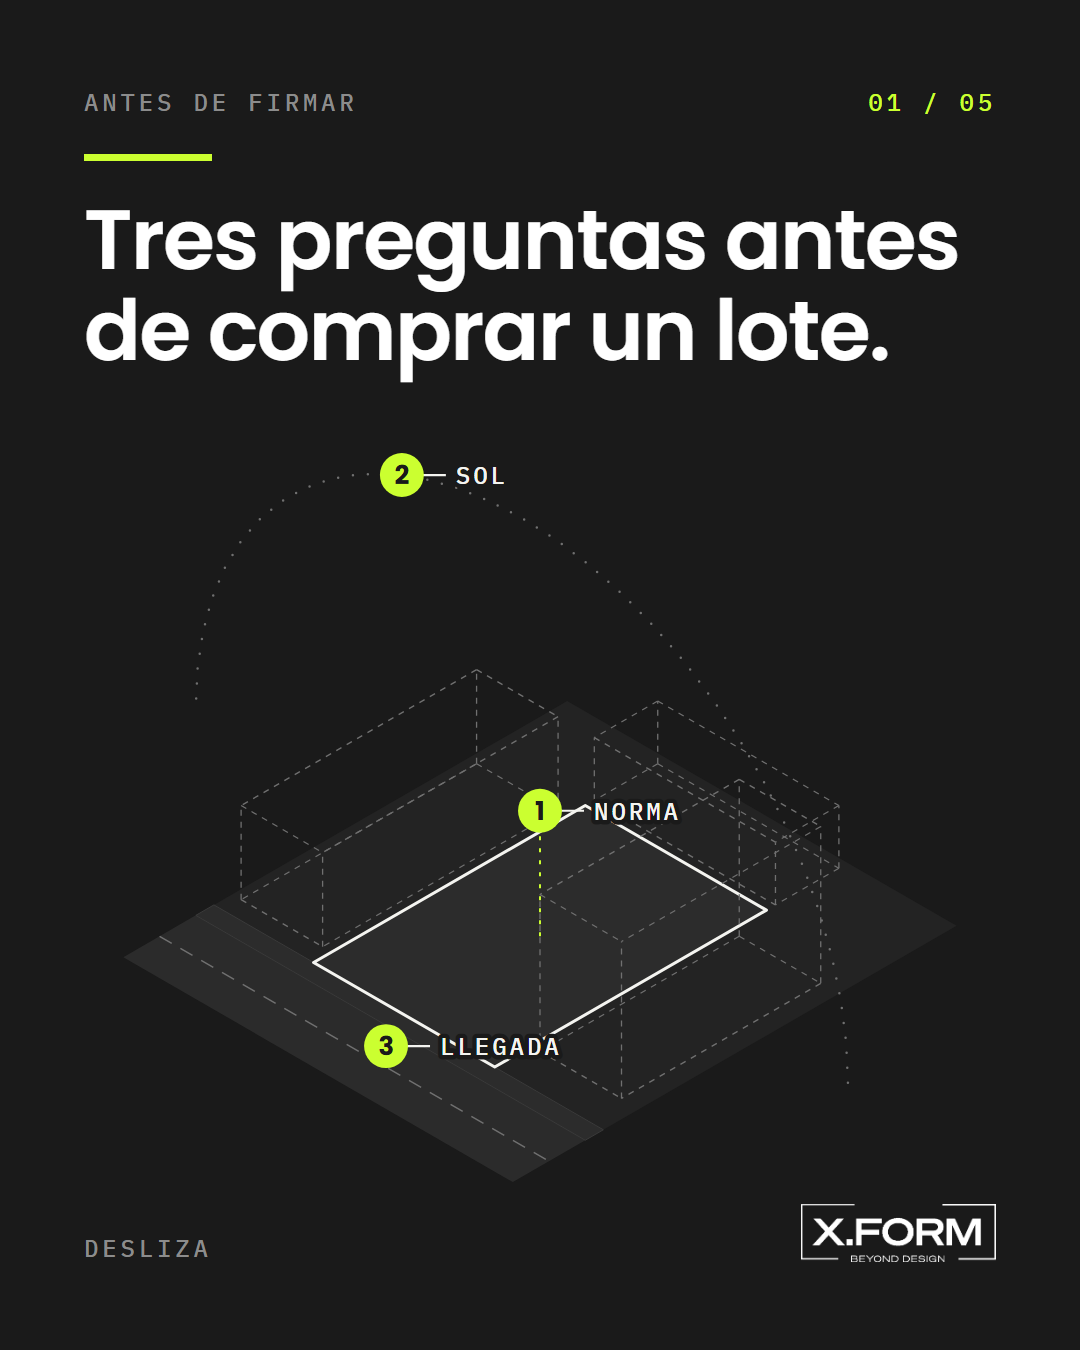 ANTES DE FIRMAR
01 / 05
Tres preguntas antes
de comprar un lote.
2 SOL
1 NORMA
3 LLEGADA
DESLIZA
X.FORM
BEYOND DESIGN